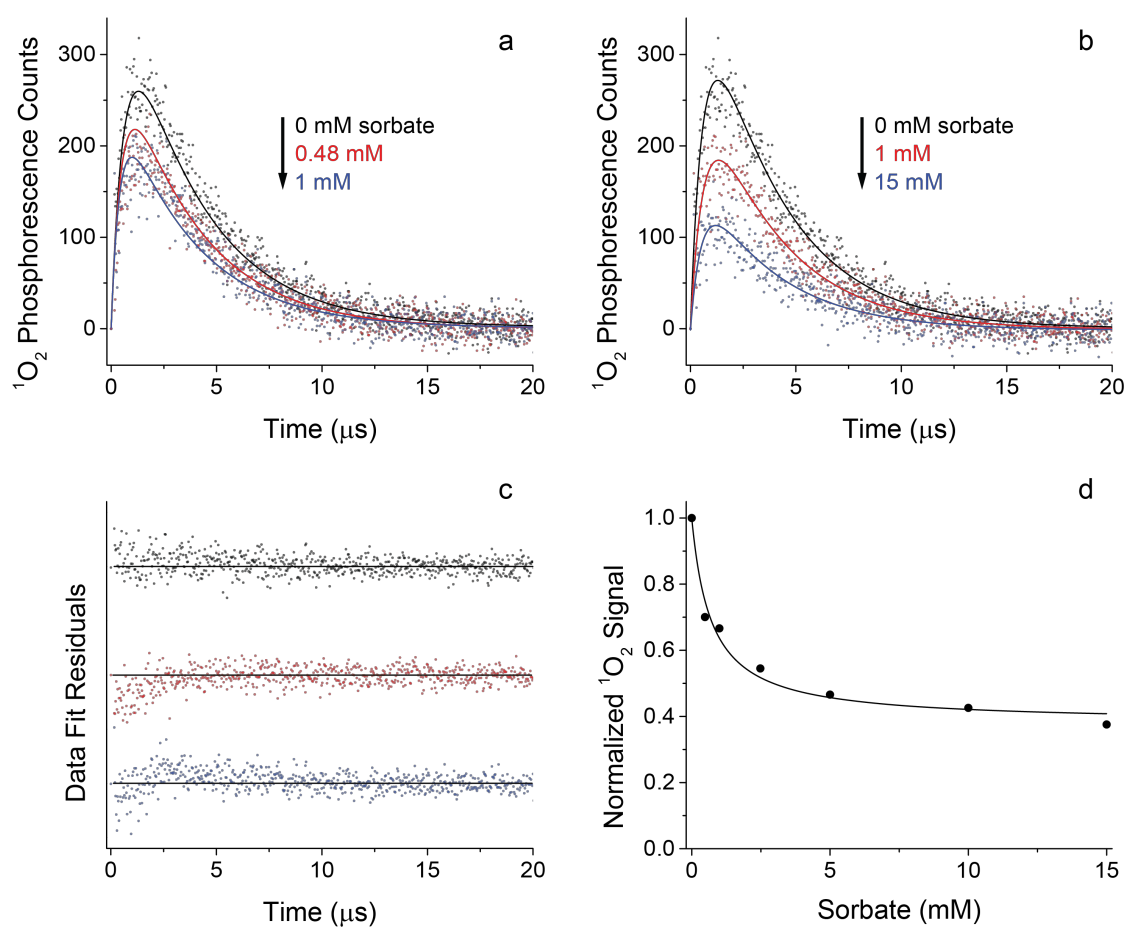 a
¹O₂ Phosphorescence Counts
300
200
100
0
0 mM sorbate
0.48 mM
1 mM
0 5 10 15 20
Time (μs)
b
¹O₂ Phosphorescence Counts
300
200
100
0
0 mM sorbate
1 mM
15 mM
0 5 10 15 20
Time (μs)
c
Data Fit Residuals
0 5 10 15 20
Time (μs)
d
Normalized ¹O₂ Signal
1.0
0.8
0.6
0.4
0.2
0.0
0 5 10 15
Sorbate (mM)